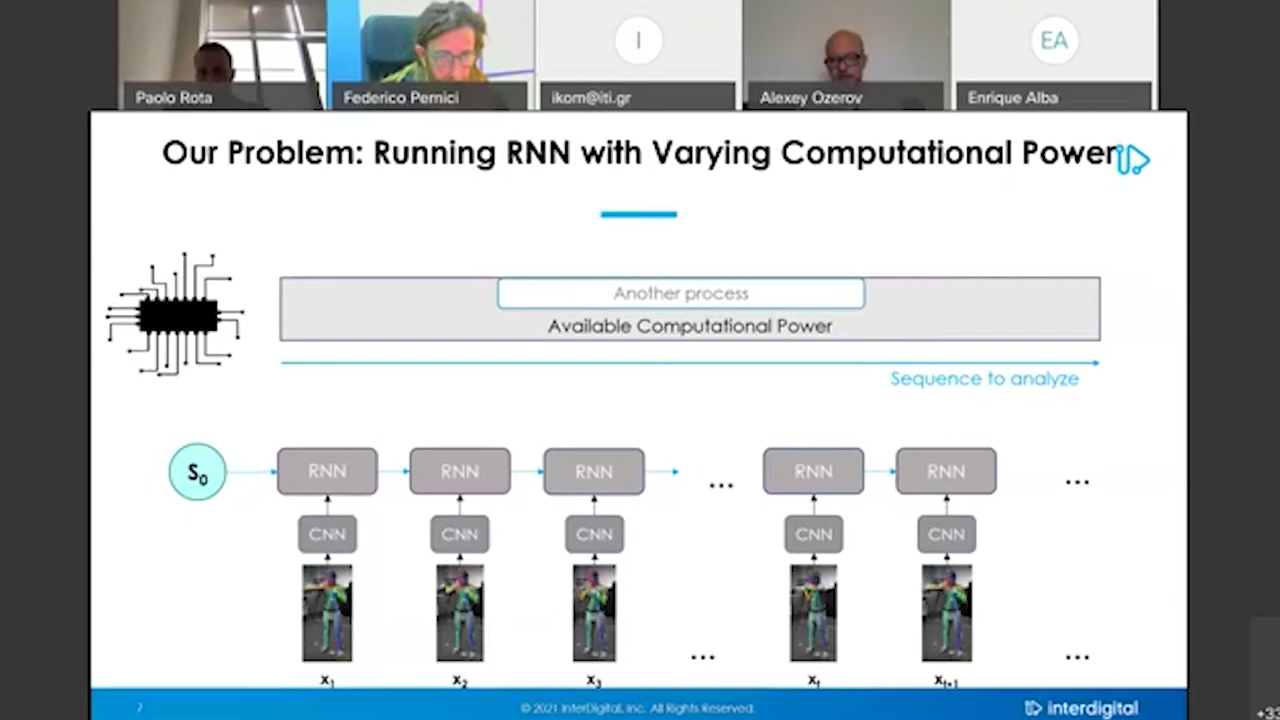 I
EA
Paolo Rota
Federico Pernici
ikom@iti.gr
Alexey Ozerov
Enrique Alba
Our Problem: Running RNN with Varying Computational Power
Another process
Available Computational Power
Sequence to analyze
S0
RNN
RNN
RNN
...
RNN
RNN
...
CNN
CNN
CNN
CNN
CNN
...
...
x1
x2
x3
xt
xt+1
7
© 2021 InterDigital, Inc. All Rights Reserved.
interdigital